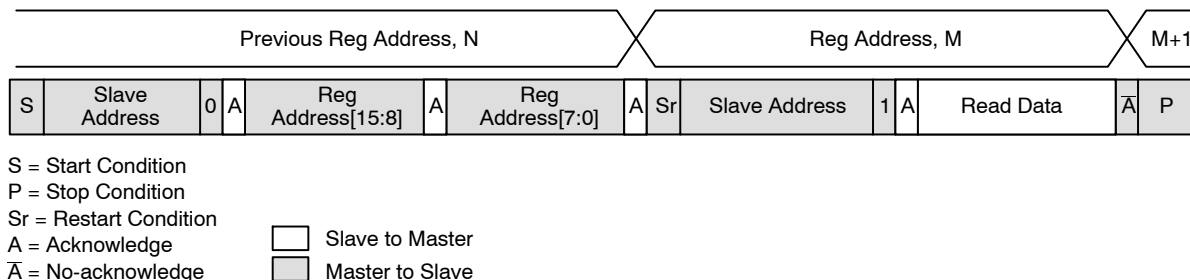 Previous Reg Address, N Reg Address, M M+1
S Slave Address 0 A Reg Address[15:8] A Reg Address[7:0] A Sr Slave Address 1 A Read Data A̅ P
S = Start Condition
P = Stop Condition
Sr = Restart Condition
A = Acknowledge
A̅ = No-acknowledge
Slave to Master
Master to Slave